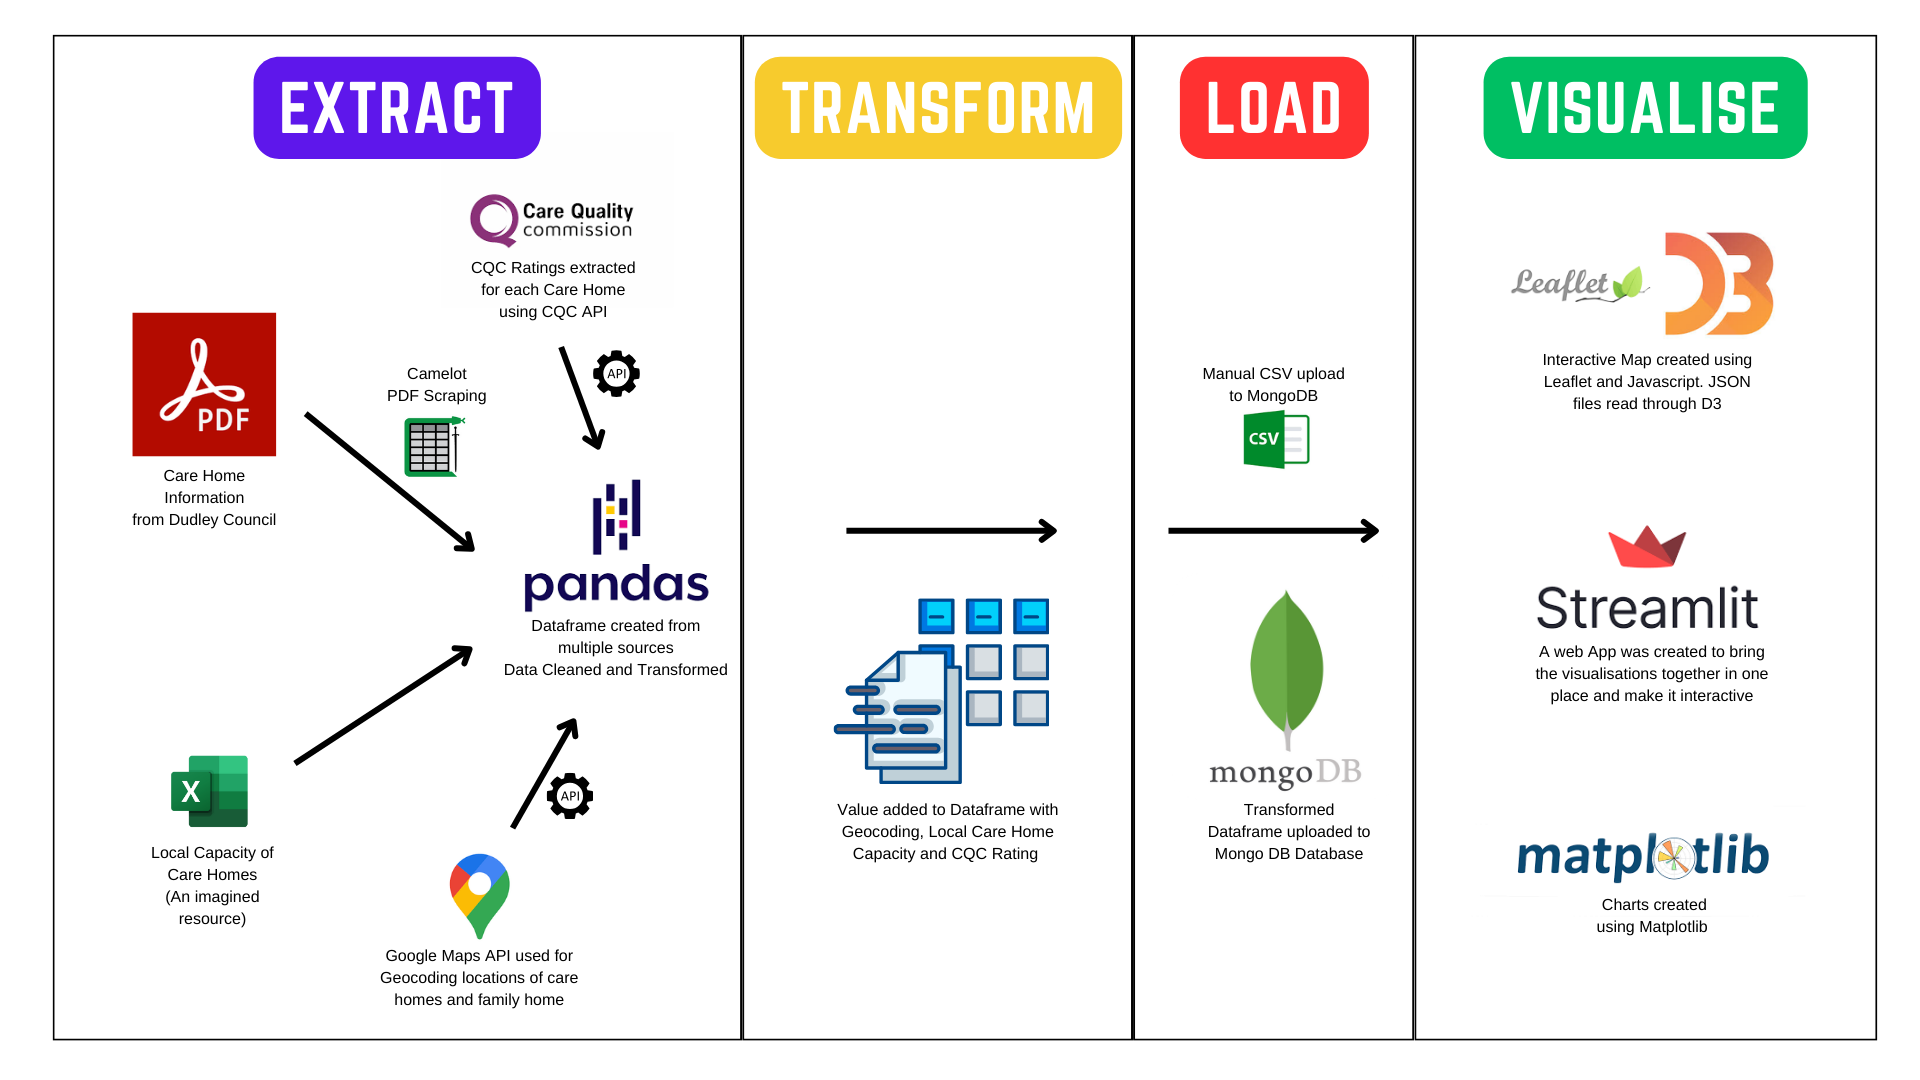 EXTRACT
TRANSFORM
LOAD
VISUALISE
Care Quality
commission
CQC Ratings extracted
for each Care Home
using CQC API
API
PDF
Care Home
Information
from Dudley Council
Camelot
PDF Scraping
pandas
Dataframe created from
multiple sources
Data Cleaned and Transformed
X
Local Capacity of
Care Homes
(An imagined
resource)
API
Google Maps API used for
Geocoding locations of care
homes and family home
Value added to Dataframe with
Geocoding, Local Care Home
Capacity and CQC Rating
Manual CSV upload
to MongoDB
CSV
mongoDB
Transformed
Dataframe uploaded to
Mongo DB Database
Leaflet D3
Interactive Map created using
Leaflet and Javascript. JSON
files read through D3
Streamlit
A web App was created to bring
the visualisations together in one
place and make it interactive
matplotlib
Charts created
using Matplotlib